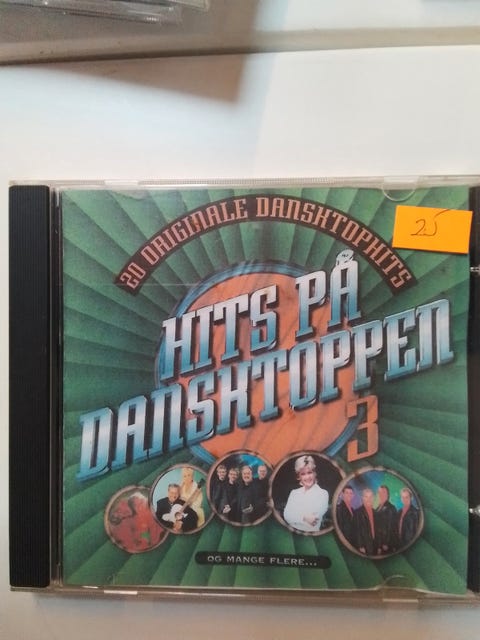 20 ORIGINALE DANSKTOPHITS
25
HITS PÅ
DANSKTOPPEN
3
OG MANGE FLERE...